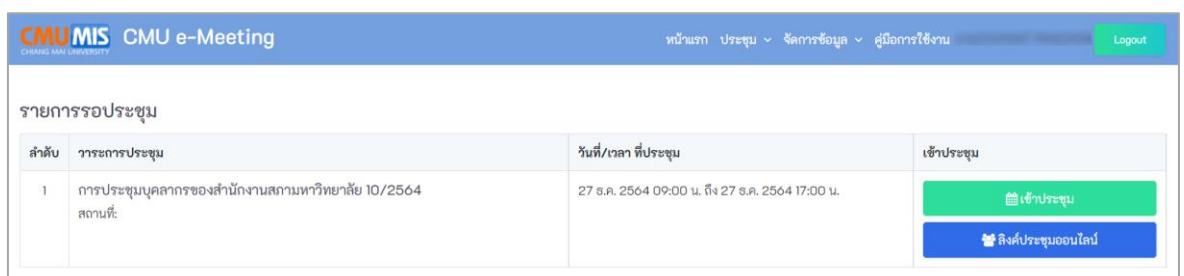 CMU MIS CMU e-Meeting หน้าแรก ประชุม จัดการข้อมูล คู่มือการใช้งาน Logout
CHIANG MAI UNIVERSITY
รายการรอประชุม
ลำดับ วาระการประชุม วันที่/เวลา ที่ประชุม เข้าประชุม
1 การประชุมบุคลากรของสำนักงานสภามหาวิทยาลัย 10/2564 27 ธ.ค. 2564 09:00 น. ถึง 27 ธ.ค. 2564 17:00 น. เข้าประชุม
สถานที่:
ลิงค์ประชุมออนไลน์